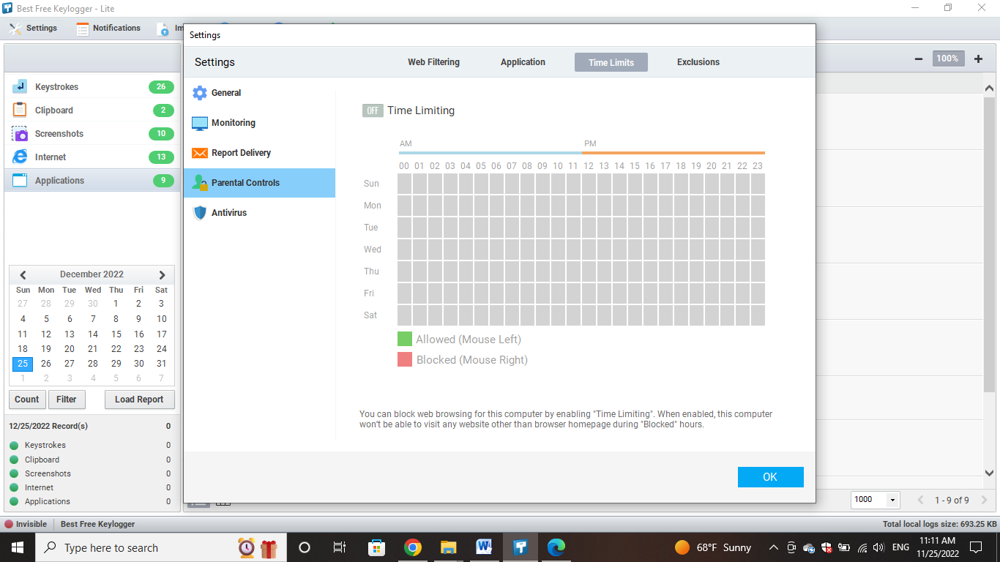 Best Free Keylogger - Lite
Settings
Notifications
Im
Settings
Settings
Web Filtering
Application
Time Limits
Exclusions
100%
Keystrokes 26
Clipboard 2
Screenshots 10
Internet 13
Applications 9
General
Monitoring
Report Delivery
Parental Controls
Antivirus
OFF Time Limiting
AM PM
00 01 02 03 04 05 06 07 08 09 10 11 12 13 14 15 16 17 18 19 20 21 22 23
Sun
Mon
Tue
Wed
Thu
Fri
Sat
Allowed (Mouse Left)
Blocked (Mouse Right)
You can block web browsing for this computer by enabling "Time Limiting". When enabled, this computer
won't be able to visit any website other than browser homepage during "Blocked" hours.
OK
December 2022
Sun Mon Tue Wed Thu Fri Sat
27 28 29 30 1 2 3
4 5 6 7 8 9 10
11 12 13 14 15 16 17
18 19 20 21 22 23 24
25 26 27 28 29 30 31
1 2 3 4 5 6 7
Count Filter Load Report
12/25/2022 Record(s) 0
Keystrokes 0
Clipboard 0
Screenshots 0
Internet 0
Applications 0
1000
1 - 9 of 9
Invisible
Best Free Keylogger
Total local logs size: 693.25 KB
Type here to search
68°F Sunny
ENG
11:11 AM
11/25/2022